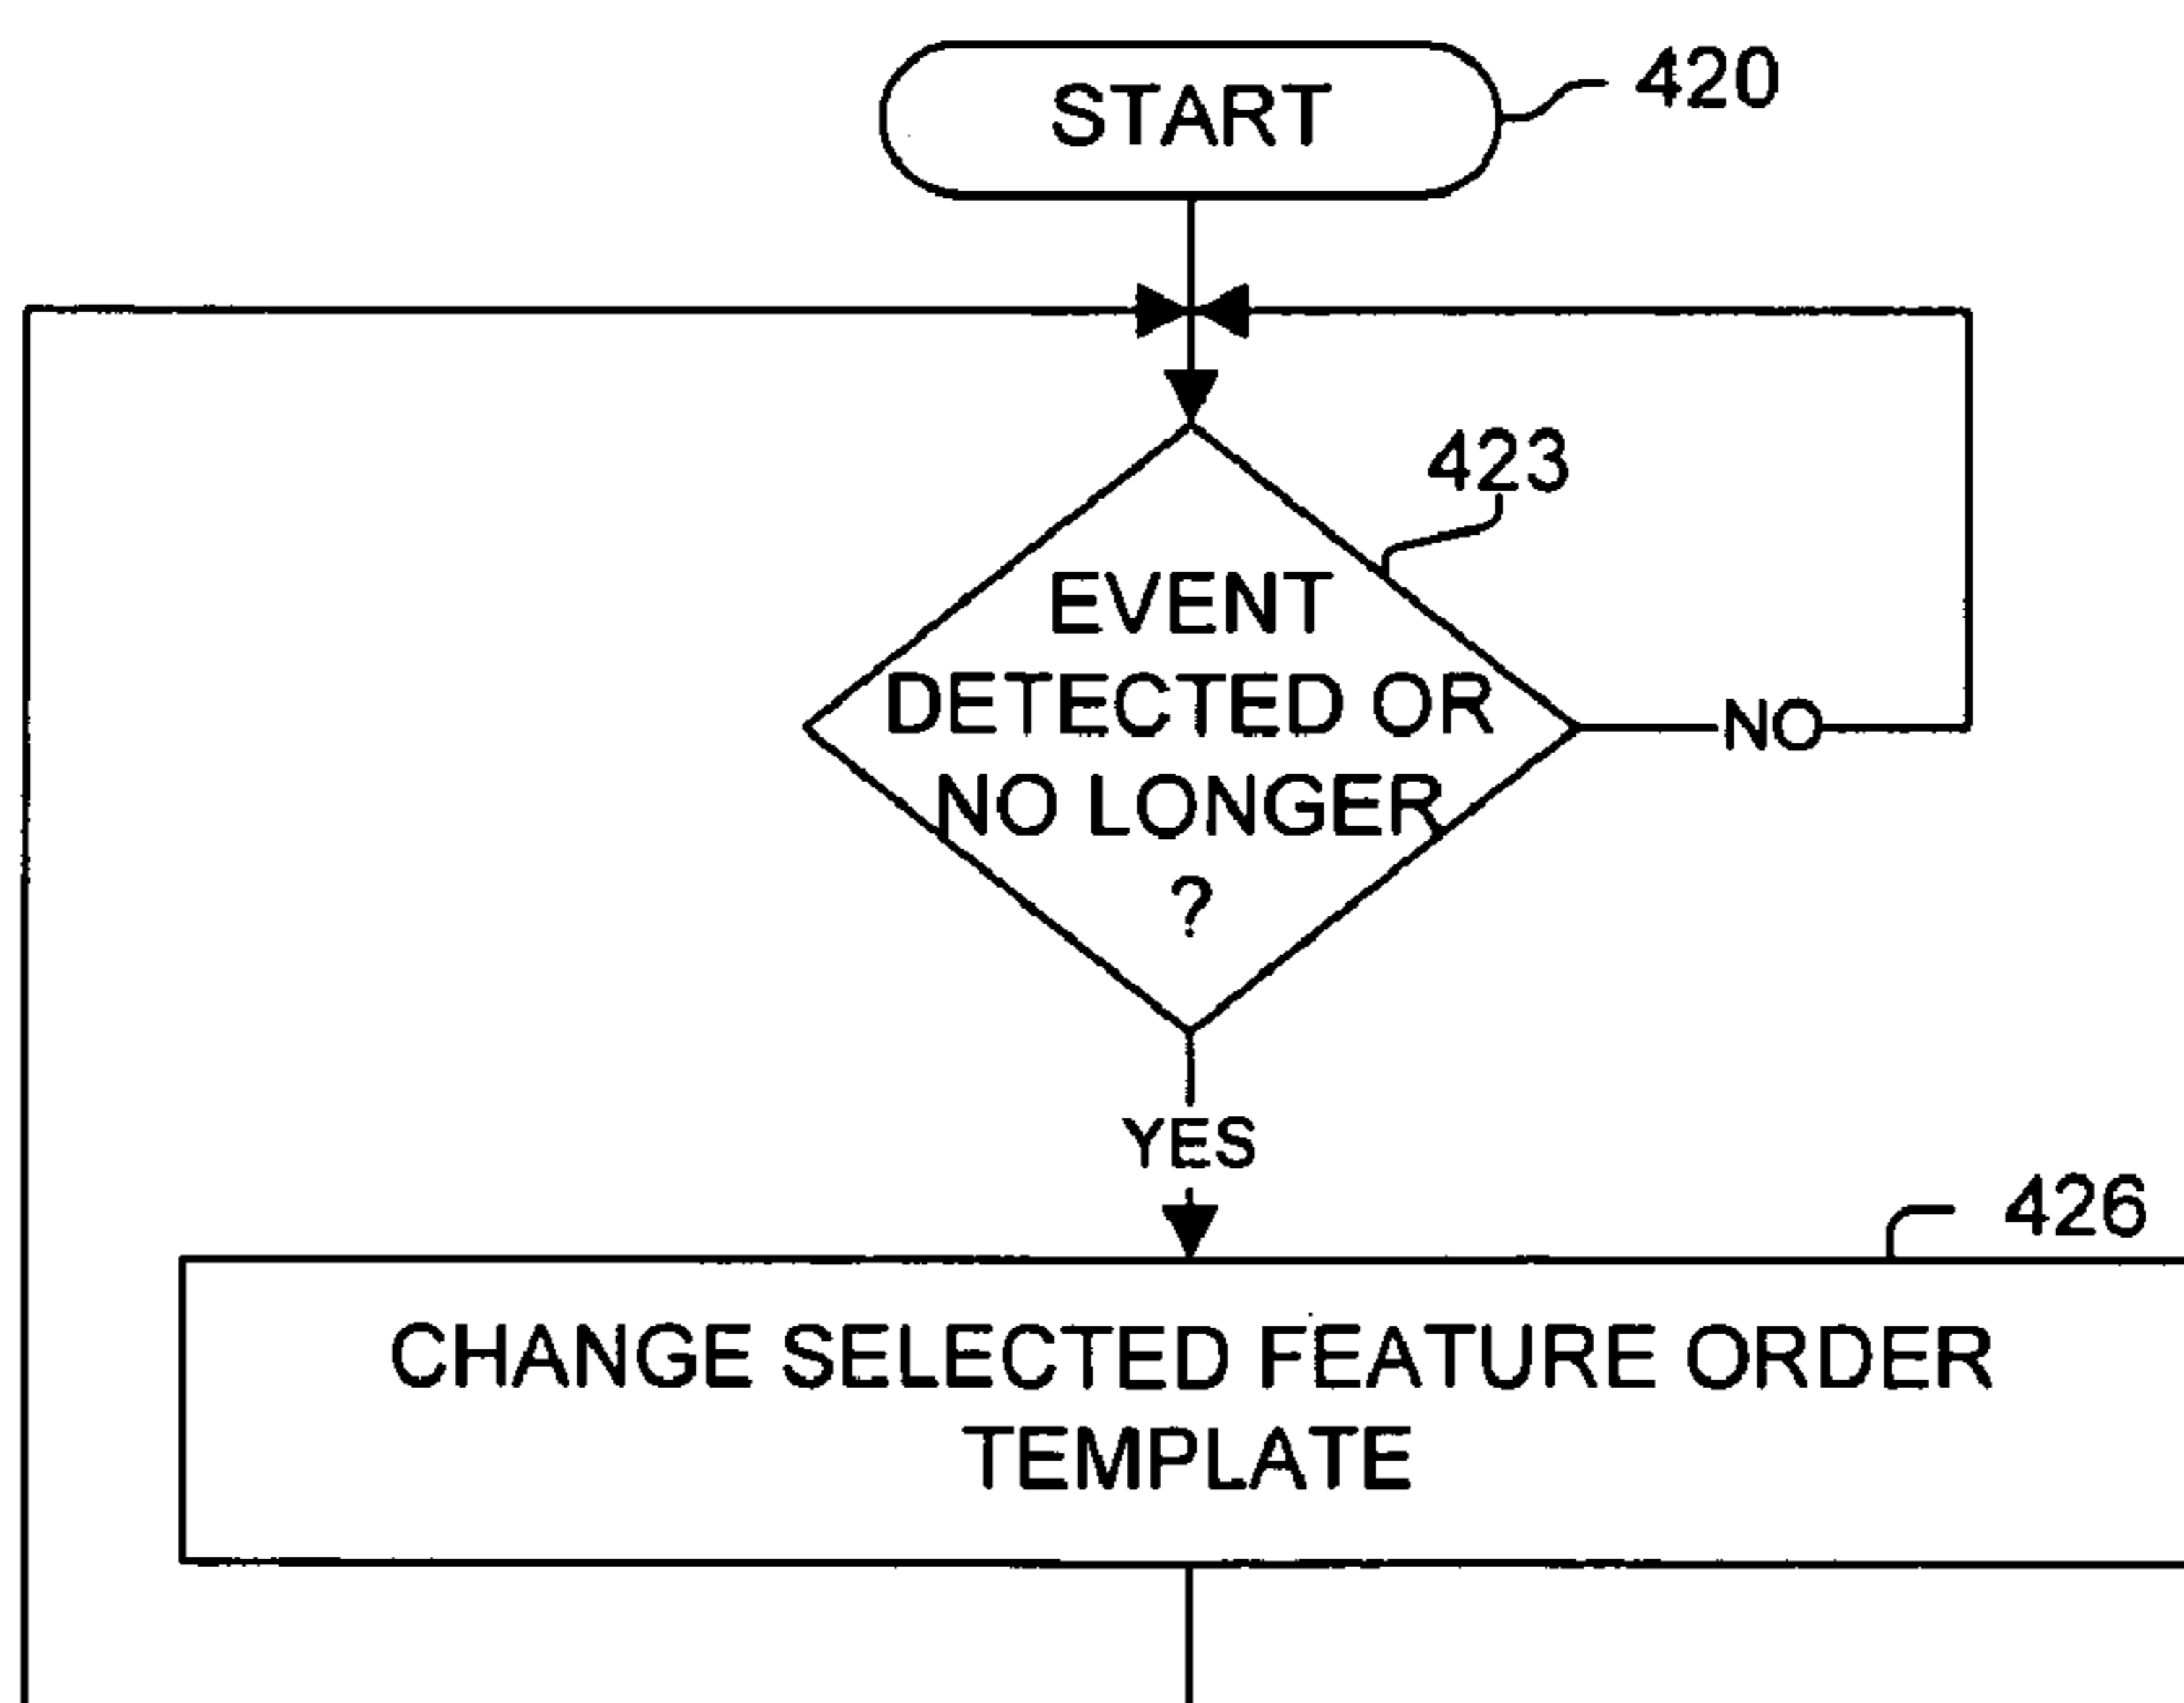 START
420
423
EVENT
DETECTED OR
NO LONGER
?
NO
YES
426
CHANGE SELECTED FEATURE ORDER
TEMPLATE